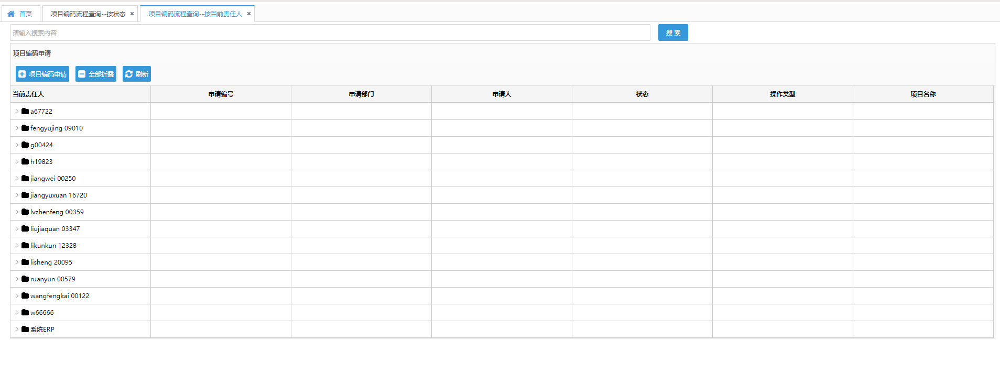 首页 项目编码流程查询--按状态 项目编码流程查询--按当前责任人
请输入搜索内容 搜 索
项目编码申请
项目编码申请 全部折叠 刷新
当前责任人 申请编号 申请部门 申请人 状态 操作类型 项目名称
a67722
fengyujing 09010
g00424
h19823
jiangwei 00250
jiangyuxuan 16720
lvzhenfeng 00359
liujiaquan 03347
likunkun 12328
lisheng 20095
ruanyun 00579
wangfengkai 00122
w66666
系统ERP